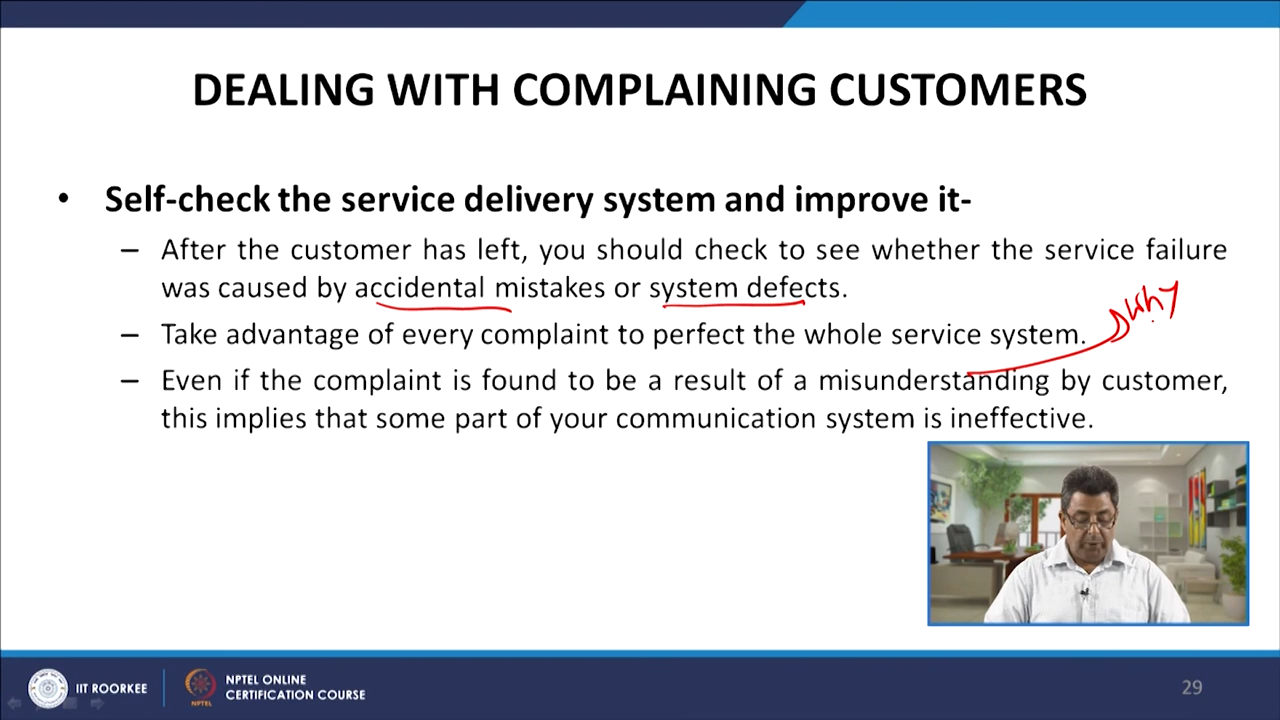 DEALING WITH COMPLAINING CUSTOMERS
• Self-check the service delivery system and improve it-
– After the customer has left, you should check to see whether the service failure
was caused by accidental mistakes or system defects.
why
– Take advantage of every complaint to perfect the whole service system.
– Even if the complaint is found to be a result of a misunderstanding by customer,
this implies that some part of your communication system is ineffective.
IIT ROORKEE
NPTEL
NPTEL ONLINE
CERTIFICATION COURSE
29